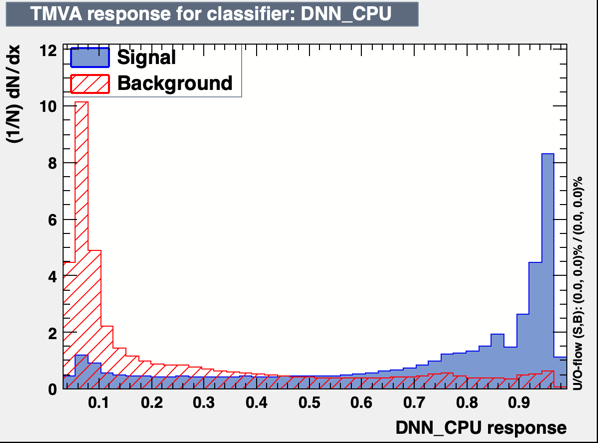 TMVA response for classifier: DNN_CPU
(1/N) dN/dx
12
10
8
6
4
2
0
Signal
Background
0.1 0.2 0.3 0.4 0.5 0.6 0.7 0.8 0.9
DNN_CPU response
U/O-flow (S,B): (0.0, 0.0)% / (0.0, 0.0)%